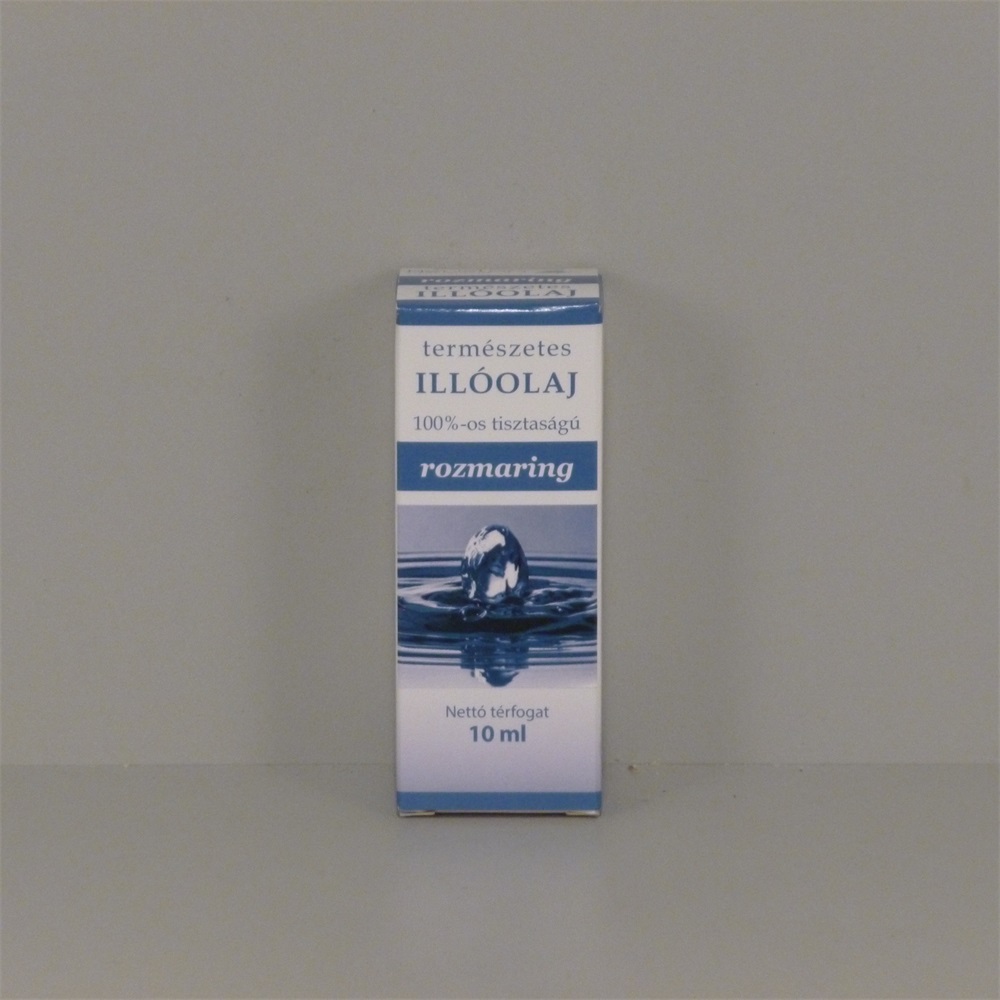 rozmaring
természetes
ILLÓOLAJ
természetes
ILLÓOLAJ
100%-os tisztaságú
rozmaring
Nettó térfogat
10 ml